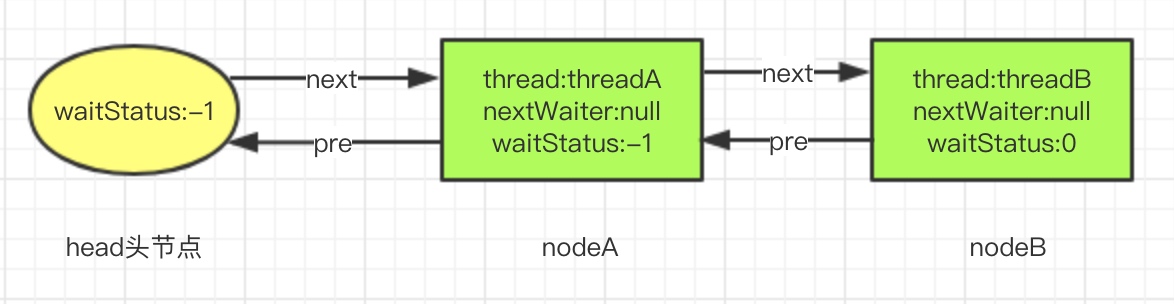 waitStatus:-1
next
pre
thread:threadA
nextWaiter:null
waitStatus:-1
next
pre
thread:threadB
nextWaiter:null
waitStatus:0
head头节点
nodeA
nodeB